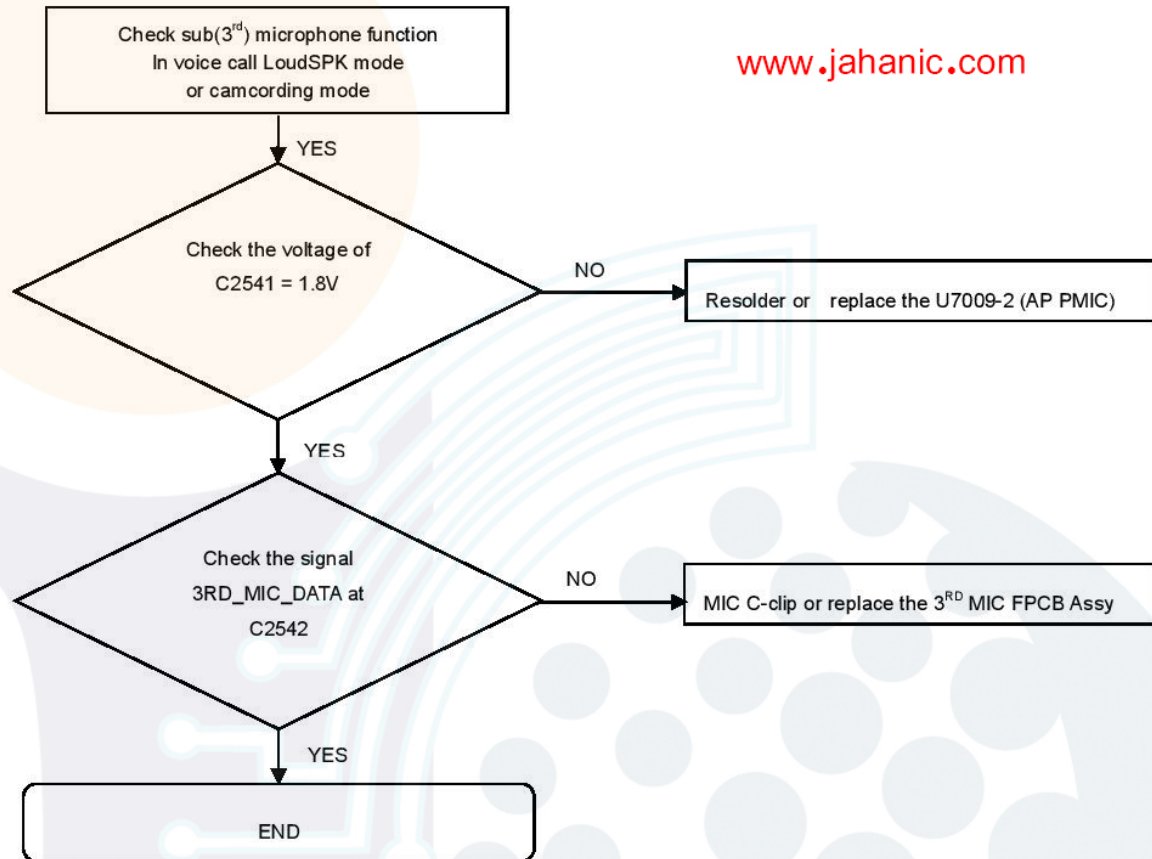 Check sub(3rd) microphone function
In voice call LoudSPK mode
or camcording mode
www.jahanic.com
YES
Check the voltage of
C2541 = 1.8V
NO
Resolder or replace the U7009-2 (AP PMIC)
YES
Check the signal
3RD_MIC_DATA at
C2542
NO
MIC C-clip or replace the 3RD MIC FPCB Assy
YES
END